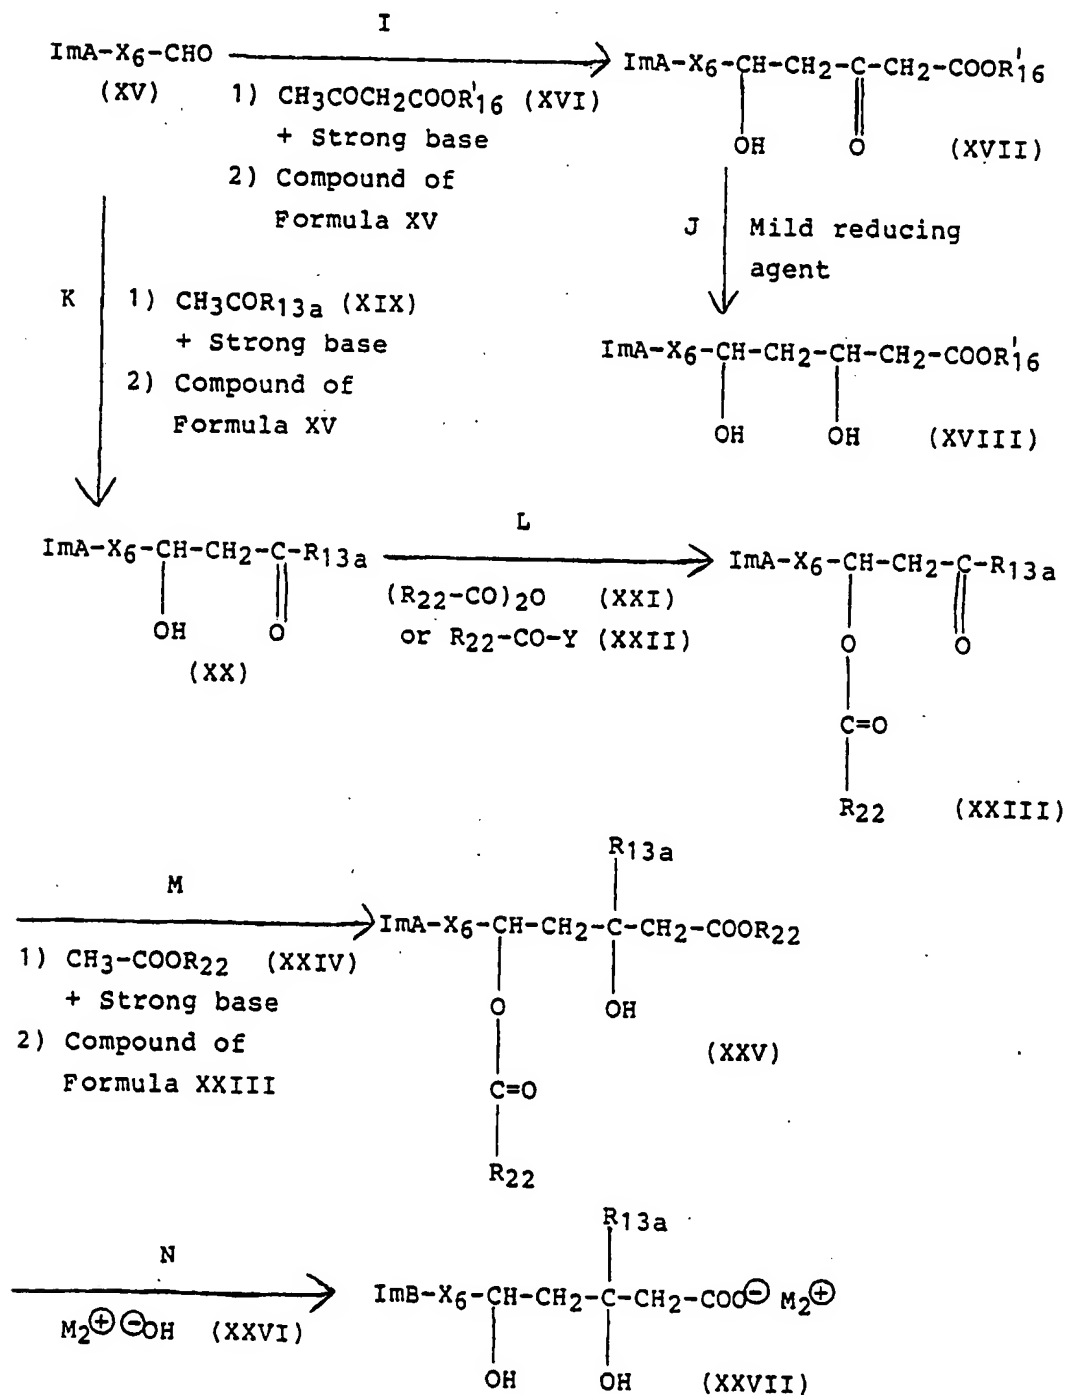 I
ImA-X6-CHO
(XV)
1) CH3COCH2COOR'16 (XVI)
+ Strong base
2) Compound of
Formula XV
ImA-X6-CH-CH2-C-CH2-COOR'16
OH O (XVII)
J Mild reducing
agent
K
1) CH3COR13a (XIX)
+ Strong base
2) Compound of
Formula XV
ImA-X6-CH-CH2-CH-CH2-COOR'16
OH OH (XVIII)
ImA-X6-CH-CH2-C-R13a
OH O
(XX)
L
(R22-CO)2O (XXI)
or R22-CO-Y (XXII)
ImA-X6-CH-CH2-C-R13a
O O
C=O
R22 (XXIII)
M
1) CH3-COOR22 (XXIV)
+ Strong base
2) Compound of
Formula XXIII
R13a
ImA-X6-CH-CH2-C-CH2-COOR22
O OH
(XXV)
C=O
R22
N
M2⊕ ⊖OH (XXVI)
R13a
ImB-X6-CH-CH2-C-CH2-COO⊖ M2⊕
OH OH (XXVII)